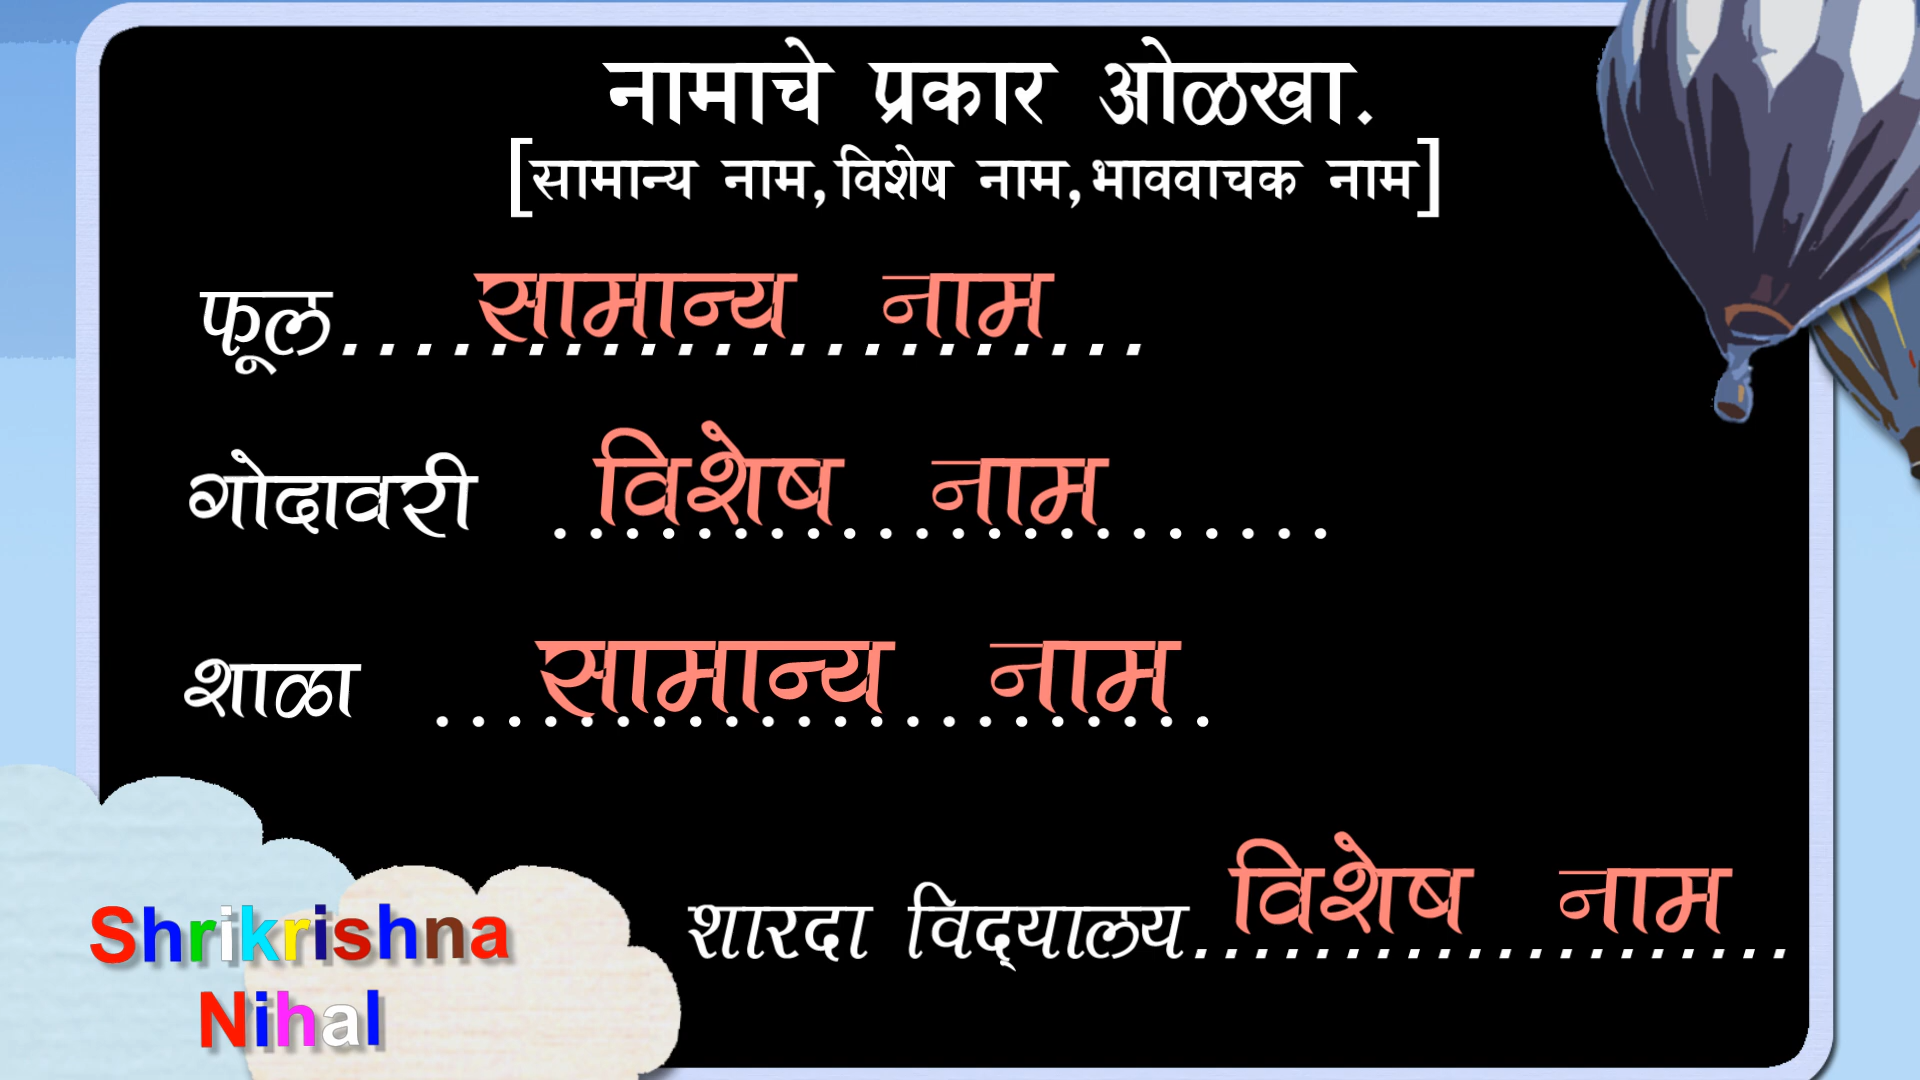 नामाचे प्रकार ओळखा.
[सामान्य नाम,विशेष नाम,भाववाचक नाम]
फूल......................सामान्य नाम
गोदावरी ......................विशेष नाम
शाळा ......................सामान्य नाम
शारदा विद्‌यालय....................विशेष नाम
Shrikrishna
Nihal